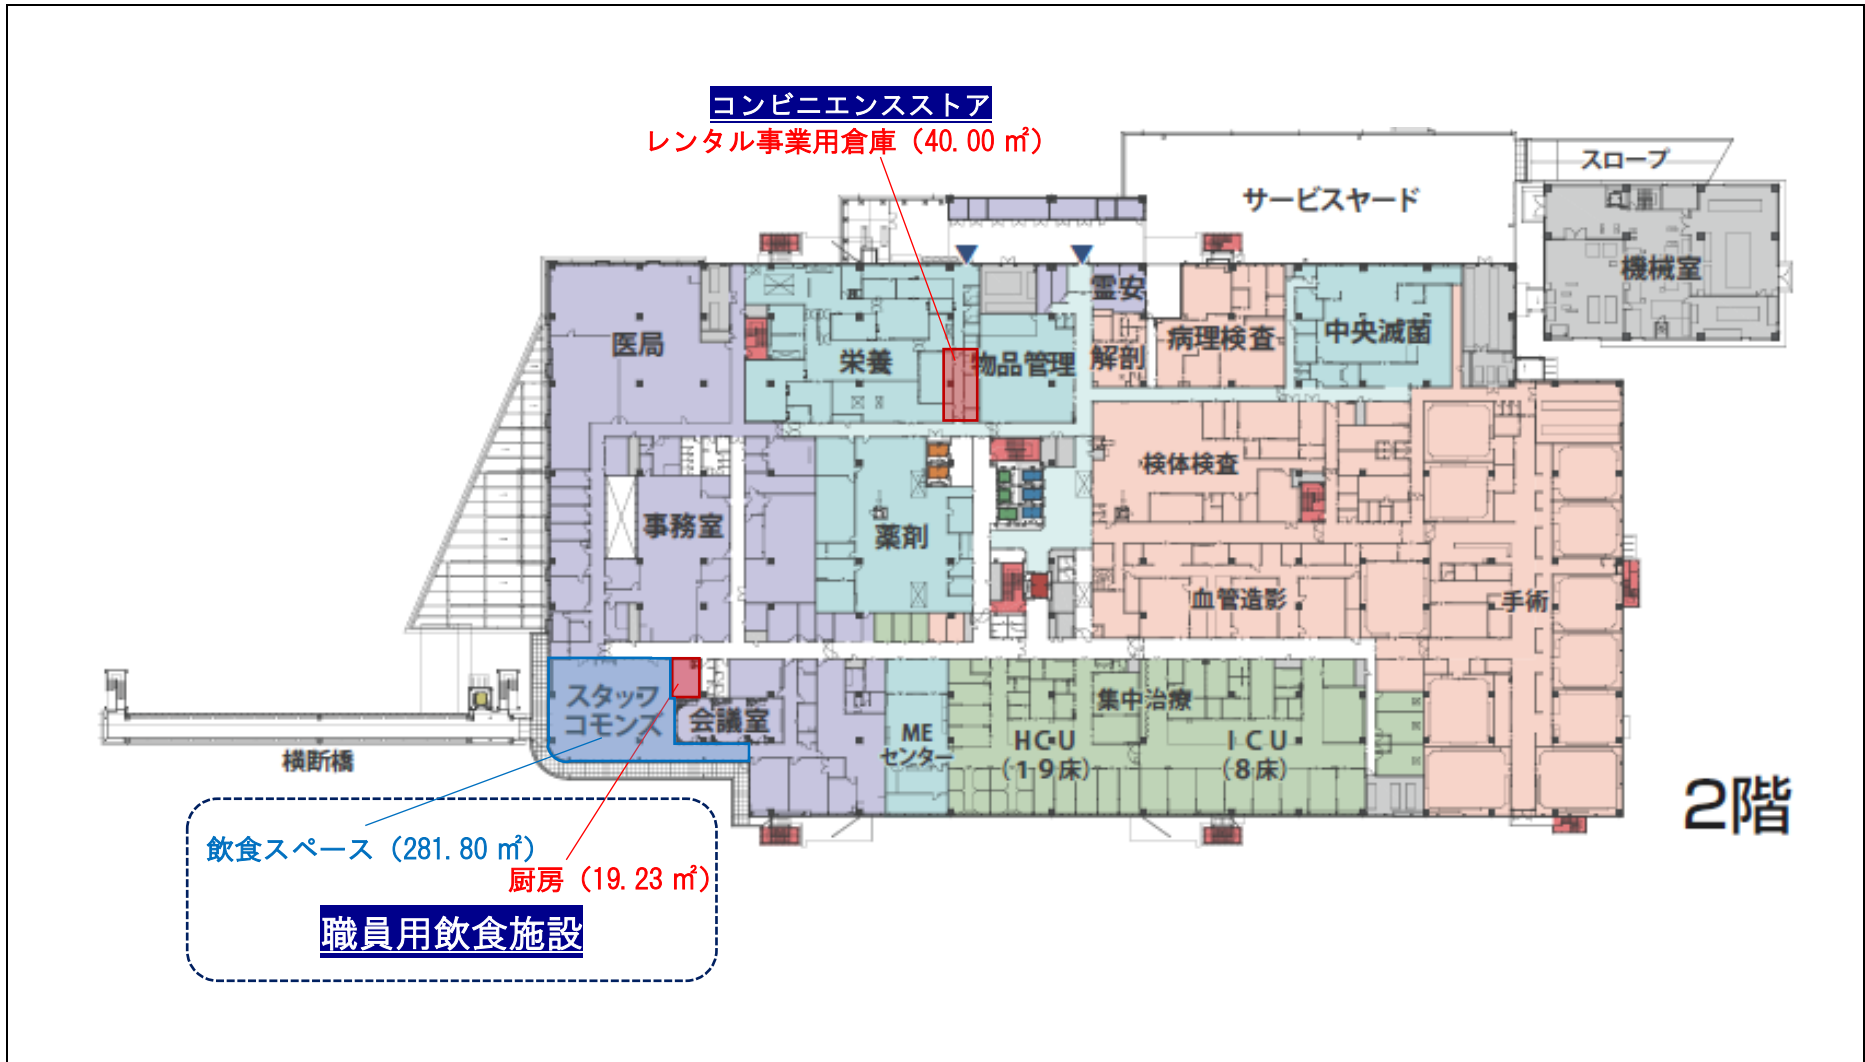 コンビニエンスストア
レンタル事業用倉庫（40.00 ㎡）
スロープ
サービスヤード
機械室
霊安
医局
栄養
物品管理
解剖
病理検査
中央滅菌
検体検査
事務室
薬剤
血管造影
手術
スタッフ
コモンズ
会議室
ME
センター
集中治療
HCU
（19床）
ICU
（8床）
横断橋
2階
飲食スペース（281.80 ㎡）
厨房（19.23 ㎡）
職員用飲食施設